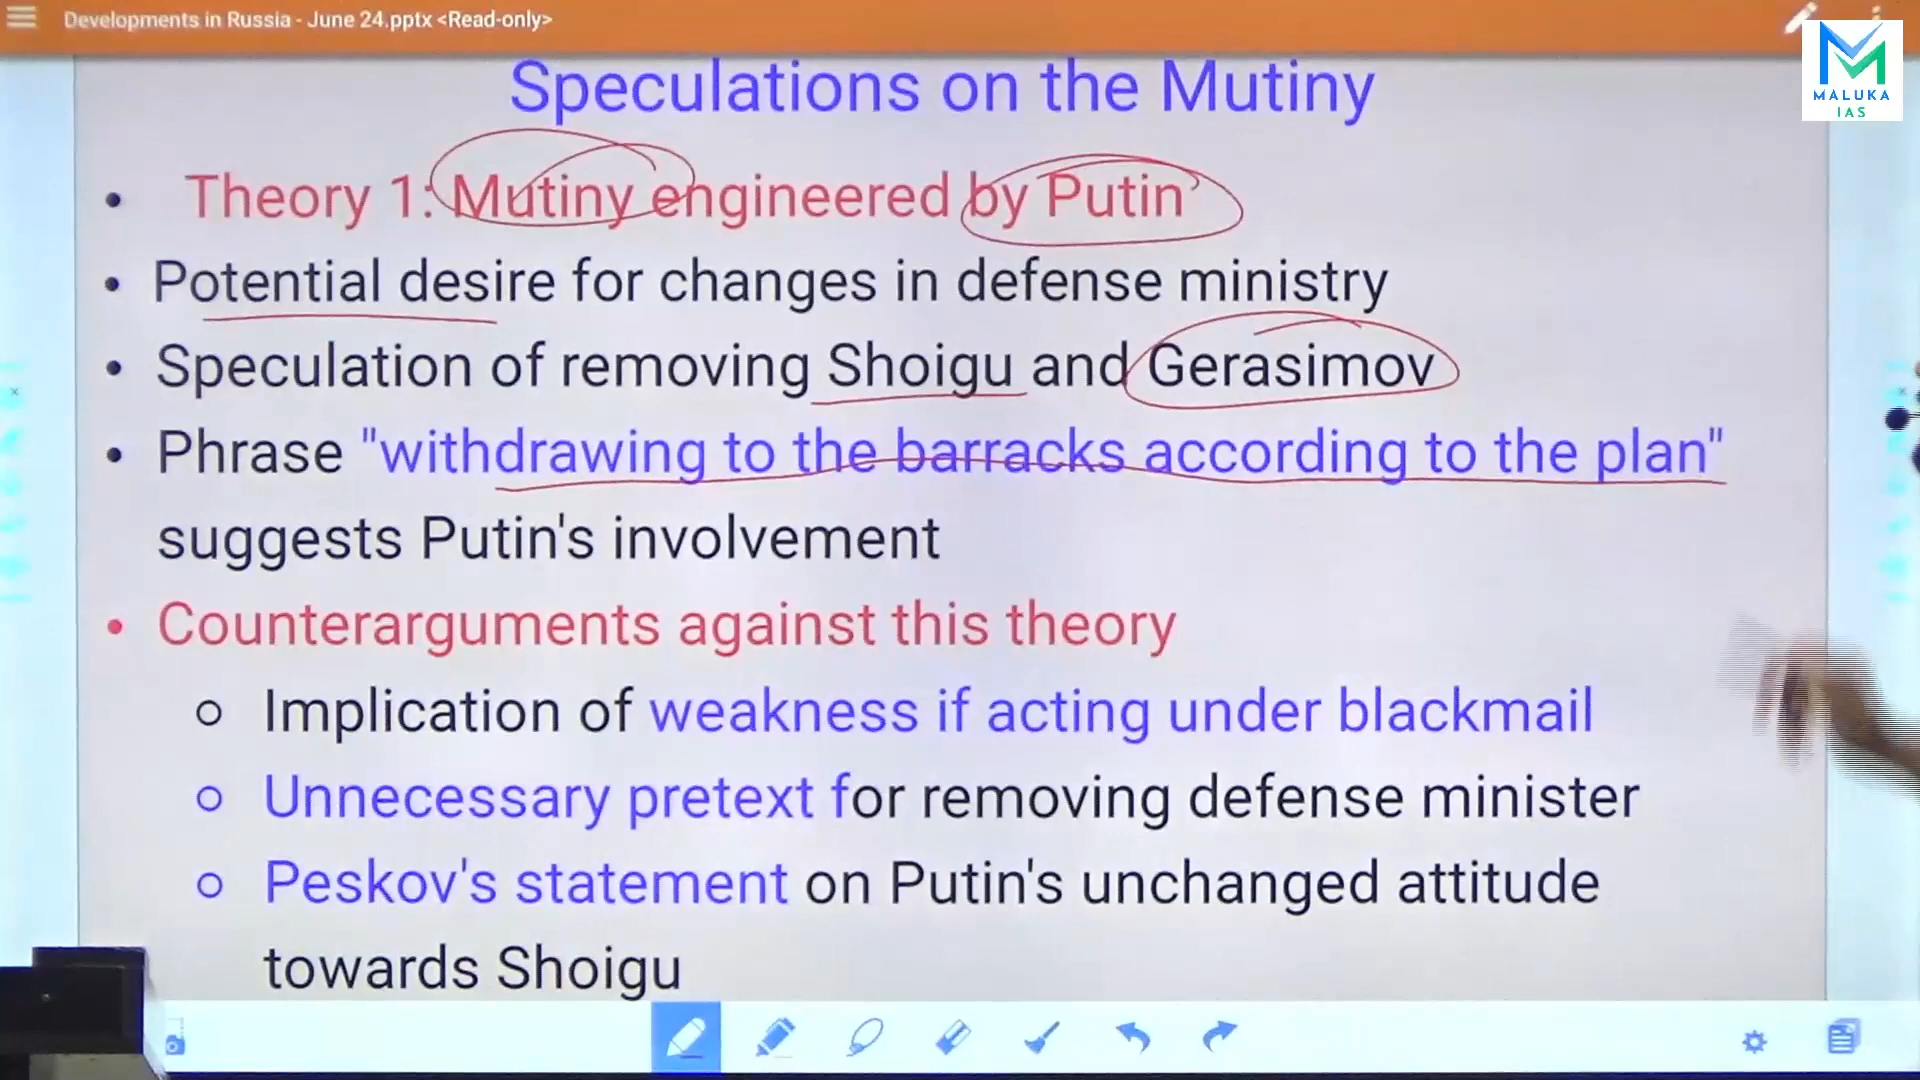 Developments in Russia - June 24.pptx <Read-only>
MALUKA
IAS
Speculations on the Mutiny
• Theory 1: Mutiny engineered by Putin
• Potential desire for changes in defense ministry
• Speculation of removing Shoigu and Gerasimov
• Phrase "withdrawing to the barracks according to the plan"
suggests Putin's involvement
• Counterarguments against this theory
○ Implication of weakness if acting under blackmail
○ Unnecessary pretext for removing defense minister
○ Peskov's statement on Putin's unchanged attitude
towards Shoigu